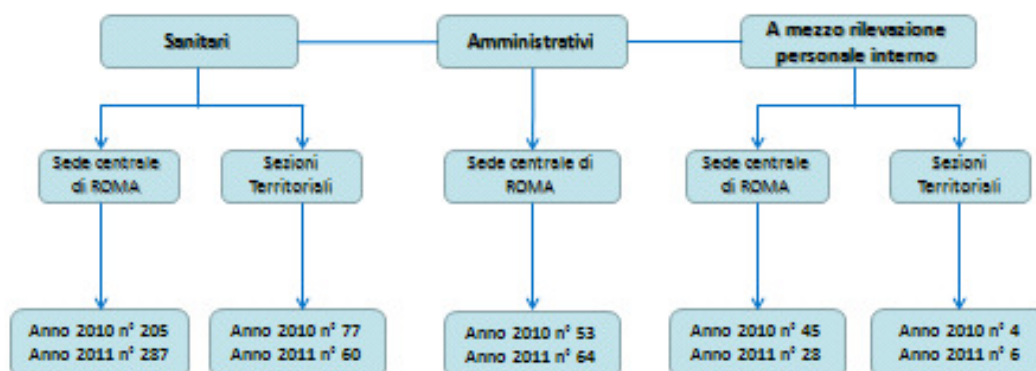 Sanitari
Amministrativi
A mezzo rilevazione
personale interno
Sede centrale
di ROMA
Sezioni
Territoriali
Sede centrale di
ROMA
Sede centrale
di ROMA
Sezioni
Territoriali
Anno 2010 n° 205
Anno 2011 n° 287
Anno 2010 n° 77
Anno 2011 n° 60
Anno 2010 n° 53
Anno 2011 n° 64
Anno 2010 n° 45
Anno 2011 n° 28
Anno 2010 n° 4
Anno 2011 n° 6